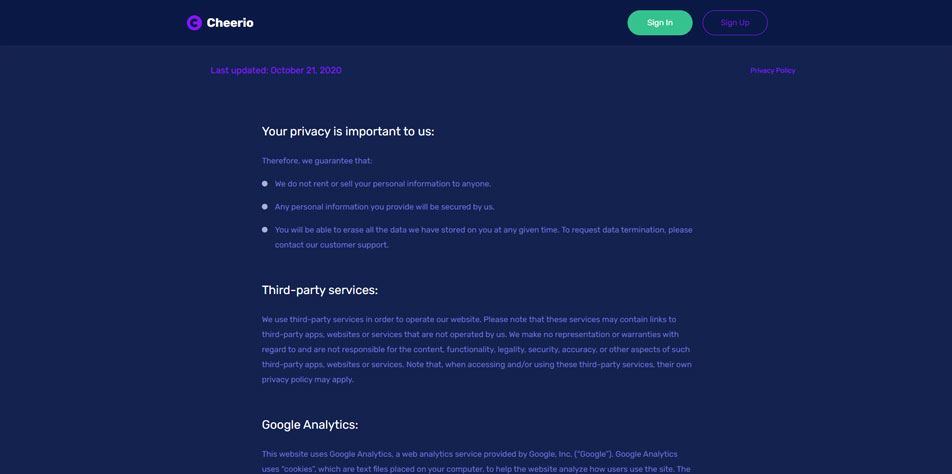 Cheerio
Sign In
Sign Up
Last updated: October 21, 2020
Privacy Policy
Your privacy is important to us:
Therefore, we guarantee that:
We do not rent or sell your personal information to anyone.
Any personal information you provide will be secured by us.
You will be able to erase all the data we have stored on you at any given time. To request data termination, please
contact our customer support.
Third-party services:
We use third-party services in order to operate our website. Please note that these services may contain links to
third-party apps, websites or services that are not operated by us. We make no representation or warranties with
regard to and are not responsible for the content, functionality, legality, security, accuracy, or other aspects of such
third-party apps, websites or services. Note that, when accessing and/or using these third-party services, their own
privacy policy may apply.
Google Analytics:
This website uses Google Analytics, a web analytics service provided by Google, Inc. ("Google"). Google Analytics
uses "cookies", which are text files placed on your computer, to help the website analyze how users use the site. The